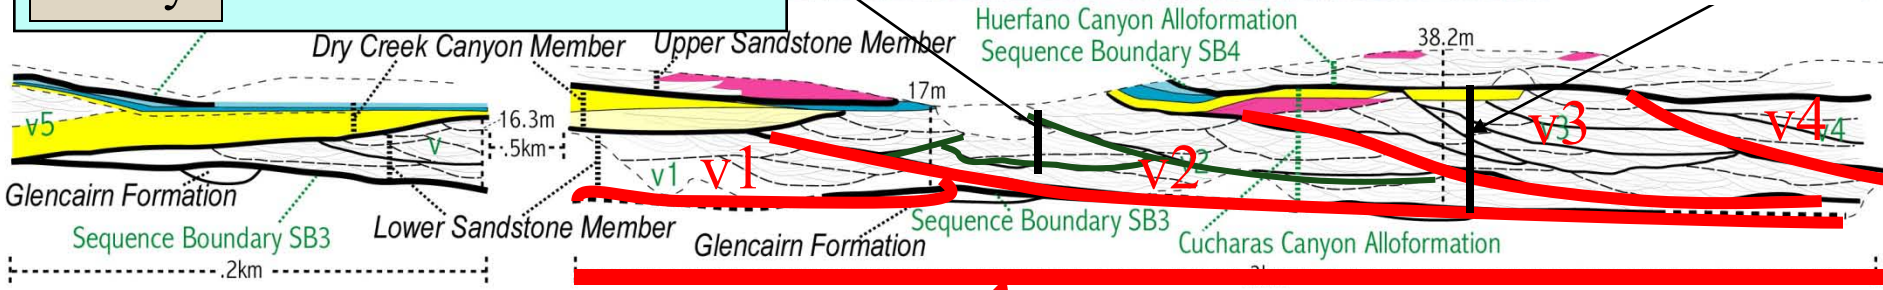 Huerfano Canyon Alloformation
Sequence Boundary SB4
Dry Creek Canyon Member
Upper Sandstone Member
38.2m
17m
v5
16.3m
.5km
v
v1
v1
v2
v3
v3
v4
v4
Glencairn Formation
Sequence Boundary SB3
Lower Sandstone Member
Glencairn Formation
Sequence Boundary SB3
Cucharas Canyon Alloformation
.2km